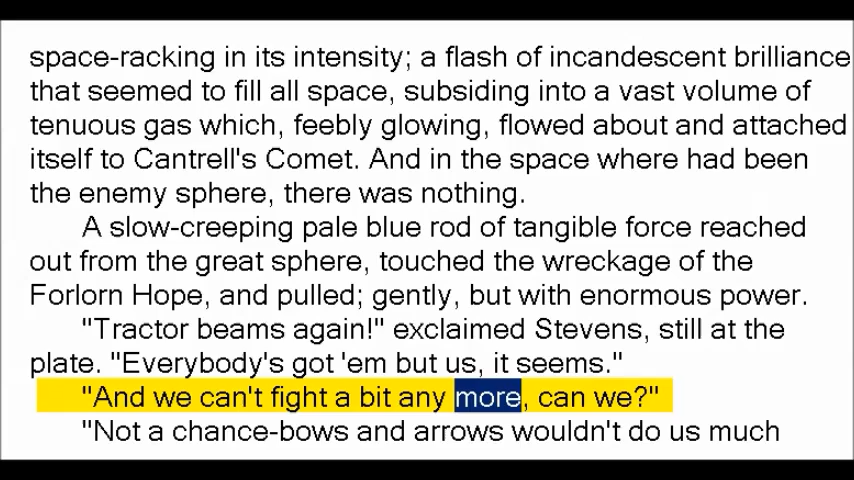 space-racking in its intensity; a flash of incandescent brilliance
that seemed to fill all space, subsiding into a vast volume of
tenuous gas which, feebly glowing, flowed about and attached
itself to Cantrell's Comet. And in the space where had been
the enemy sphere, there was nothing.
A slow-creeping pale blue rod of tangible force reached
out from the great sphere, touched the wreckage of the
Forlorn Hope, and pulled; gently, but with enormous power.
"Tractor beams again!" exclaimed Stevens, still at the
plate. "Everybody's got 'em but us, it seems."
"And we can't fight a bit any more, can we?"
"Not a chance-bows and arrows wouldn't do us much